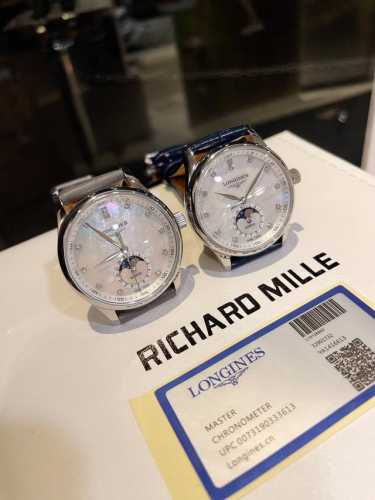 LONGINES
RICHARD MILLE
LONGINES
MASTER
CHRONOMETER
UPC 0073190333613
Longines.cn